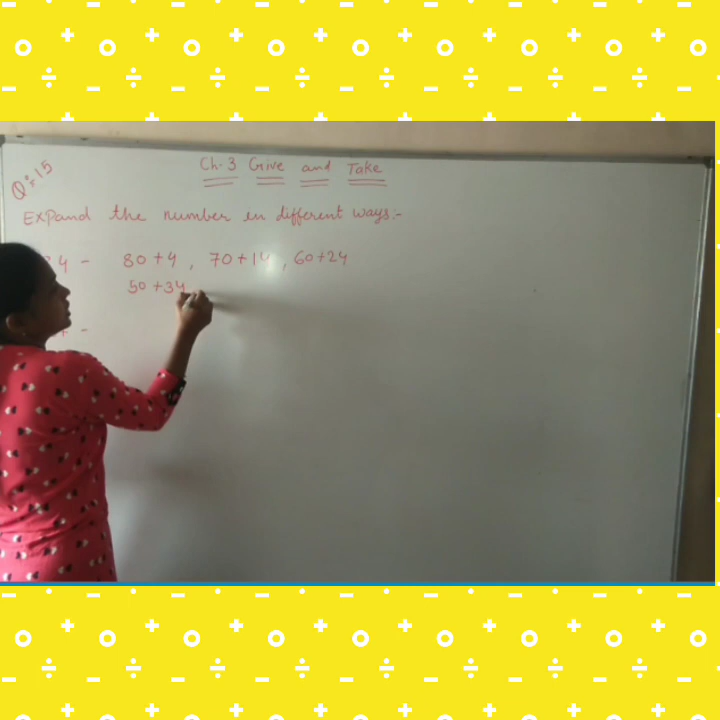 Ch-3 Give and Take
Q:- 15
Expand the number in different ways:-
4 - 80 + 4 , 70 + 14 , 60 + 24
50 + 34
-